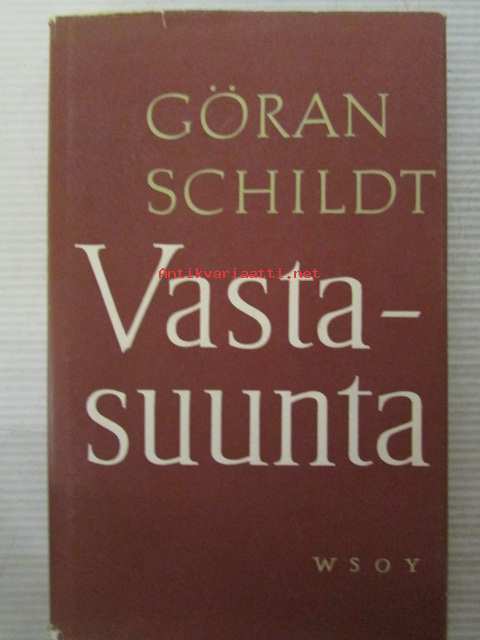 GÖRAN
SCHILDT
Antikvariaatti.net
Vasta-
suunta
WSOY